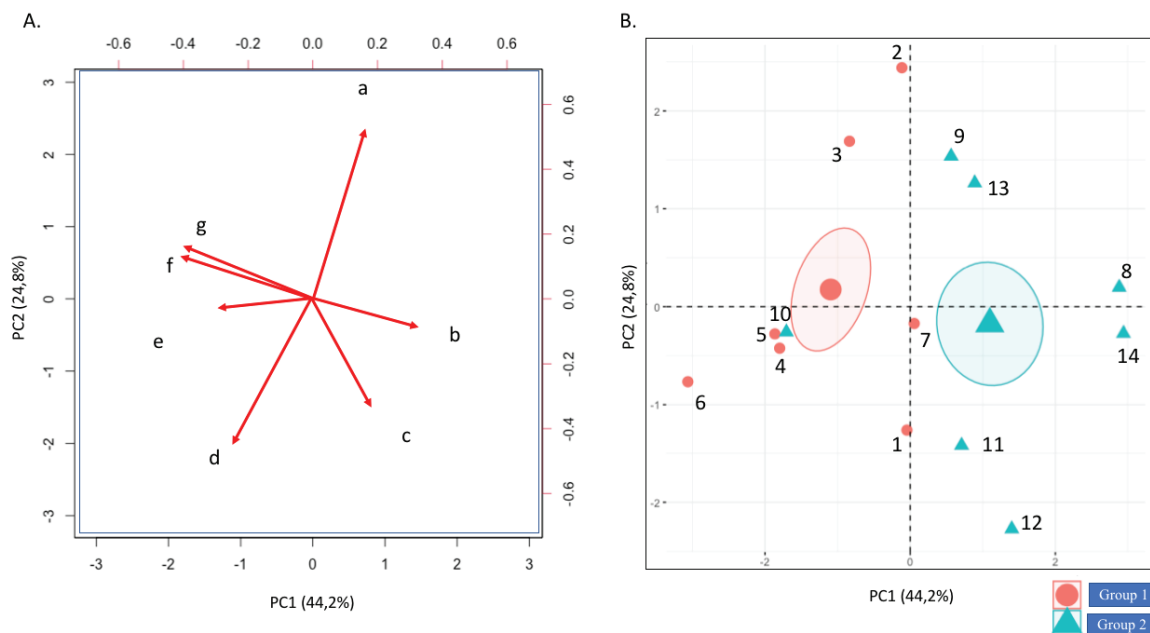 A.
-0.6 -0.4 -0.2 0.0 0.2 0.4 0.6
3
2
1
0
-1
-2
-3
PC2 (24,8%)
a
g
f
e
d
b
c
0.6
0.4
0.2
0.0
-0.2
-0.4
-0.6
-3 -2 -1 0 1 2 3
PC1 (44,2%)
B.
2
1
0
-1
-2
PC2 (24,8%)
2
3
9
13
8
10
5
4
7
14
6
1
11
12
-2 0 2
PC1 (44,2%)
Group 1
Group 2